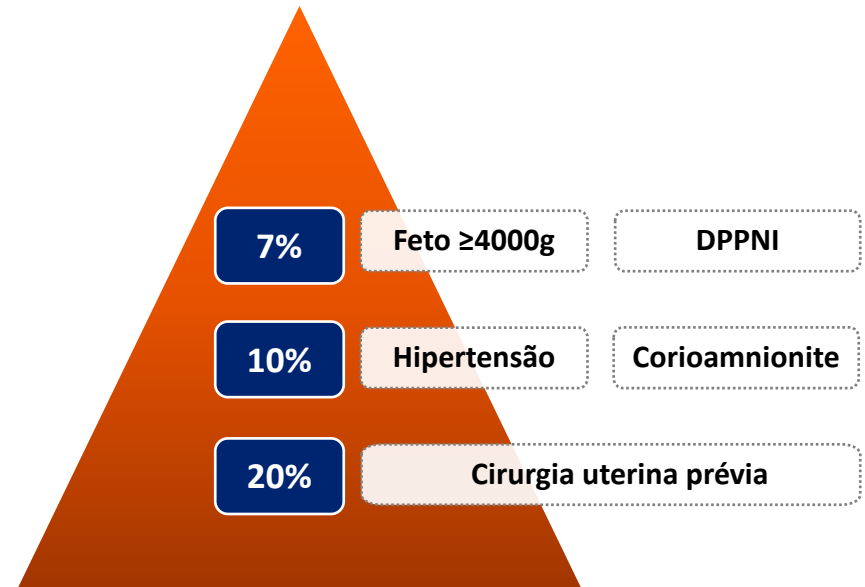 7%
Feto ≥4000g
DPPNI
10%
Hipertensão
Corioamnionite
20%
Cirurgia uterina prévia